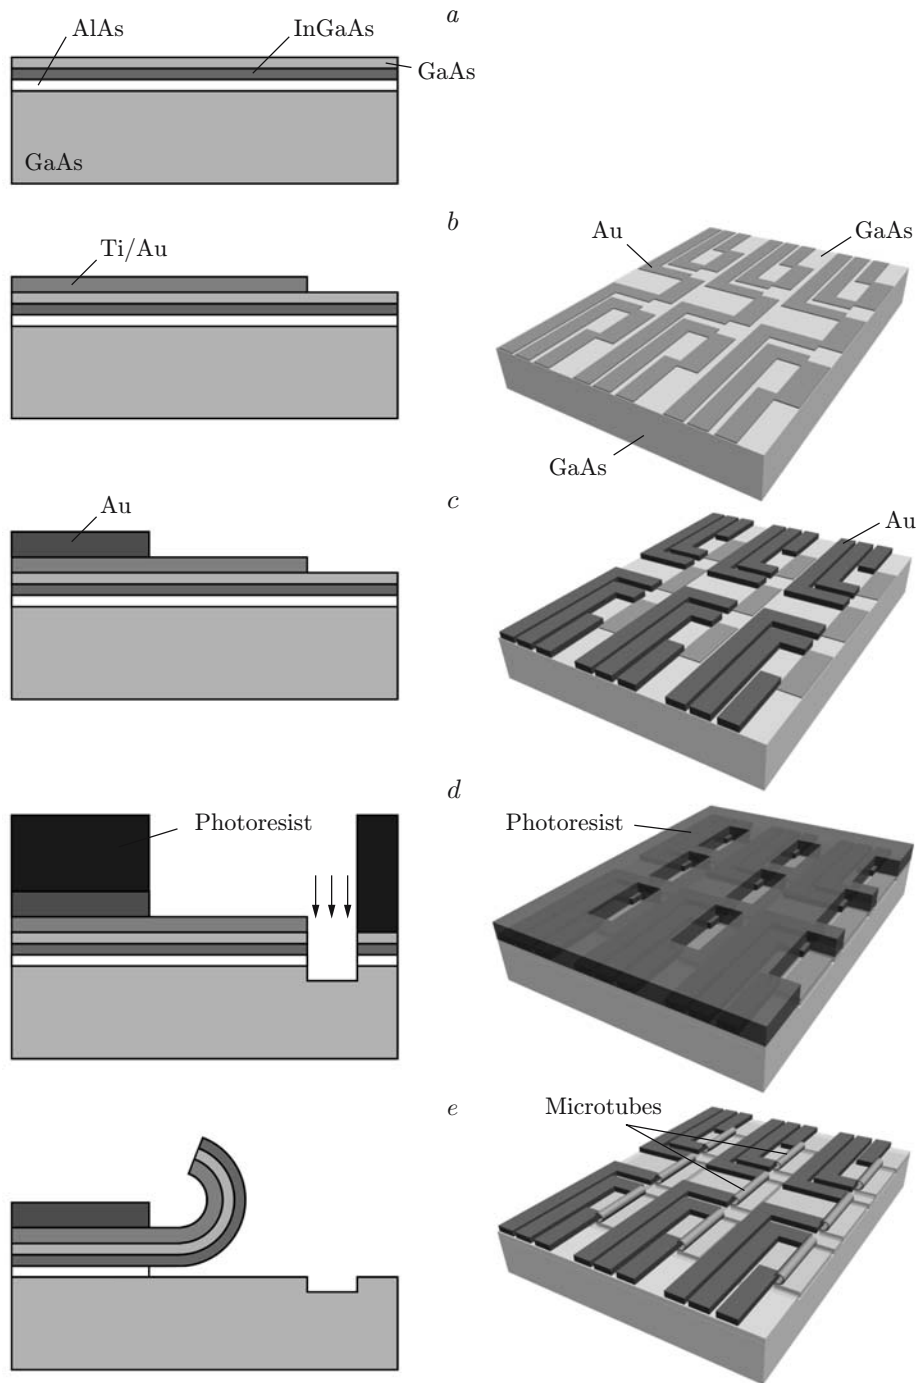 a
AlAs
InGaAs
GaAs
GaAs
b
Ti/Au
Au
GaAs
GaAs
c
Au
Au
d
Photoresist
Photoresist
e
Microtubes